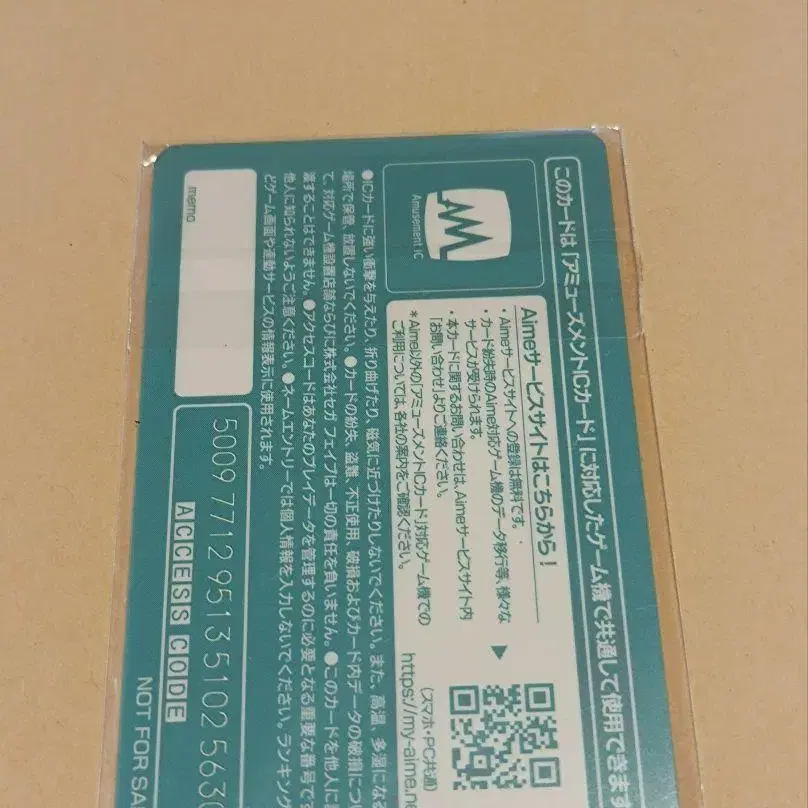 このカードは「アミューズメントICカード」に対応したゲーム機で共通して使用できます
Amusement IC
Aimeサービスサイトはこちらから!
・Aimeサービスサイトへの登録は無料です。
・カード紛失時のAime対応ゲーム機のデータ移行等、様々な
サービスが受けられます。
・本カードに関するお問い合わせは、Aimeサービスサイト内
「お問い合わせ」よりご連絡ください。
*Aime以外の「アミューズメントICカード」対応ゲーム機での
ご利用については、各社の案内をご確認ください。
(スマホ・PC共通)
https://my-aime.ne
●ICカードに強い衝撃を与えたり、折り曲げたり、磁気に近づけたりしないでください。また、高温、多湿になる
場所で保管、放置しないでください。●カードの紛失、盗難、不正使用、破損およびカード内データの破損につい
て、対応ゲーム機設置店舗ならびに株式会社セガ フェイブは一切の責任を負いません。●このカードを他人に
渡することはできません。●アクセスコードはあなたのプレイデータを管理するのに必要となる重要な番号です
他人に知られないようご注意ください。●ネームエントリーでは個人情報を入力しないでください。ランキング
どゲーム画面や連動サービスの情報表示に使用されます。
memo
50097712951351025630
ACCESS CODE
NOT FOR SA